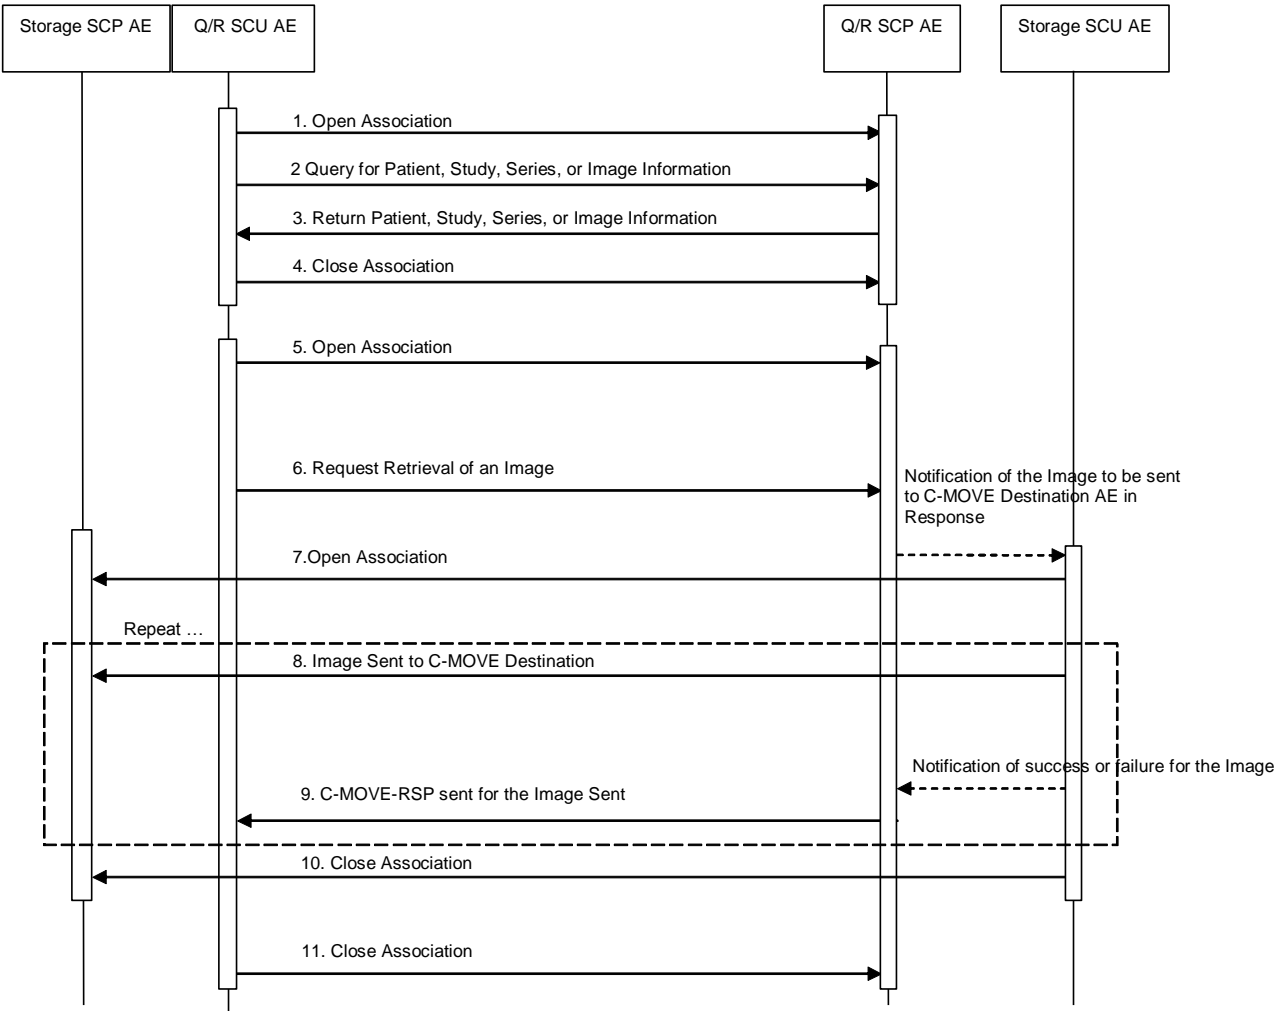 Storage SCP AE
Q/R SCU AE
Q/R SCP AE
Storage SCU AE
1. Open Association
2 Query for Patient, Study, Series, or Image Information
3. Return Patient, Study, Series, or Image Information
4. Close Association
5. Open Association
6. Request Retrieval of an Image
Notification of the Image to be sent
to C-MOVE Destination AE in
Response
7.Open Association
Repeat …
8. Image Sent to C-MOVE Destination
Notification of success or failure for the Image
9. C-MOVE-RSP sent for the Image Sent
10. Close Association
11. Close Association